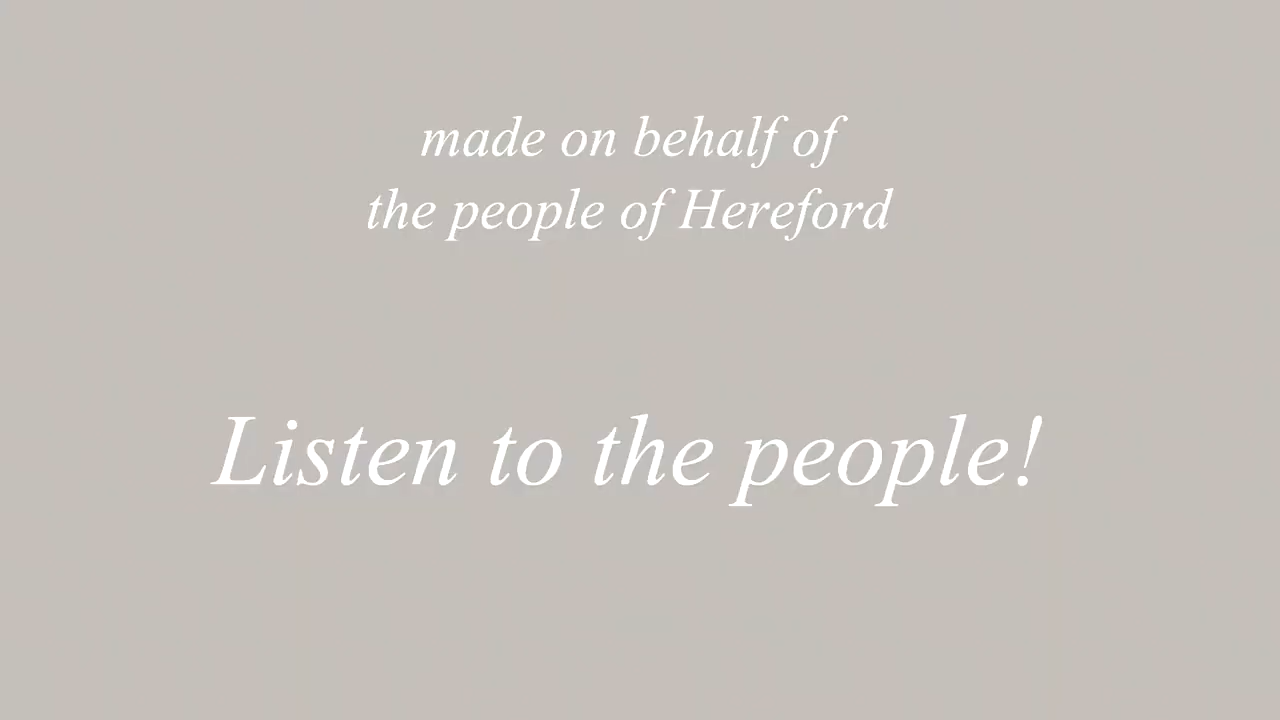 made on behalf of
the people of Hereford
Listen to the people!